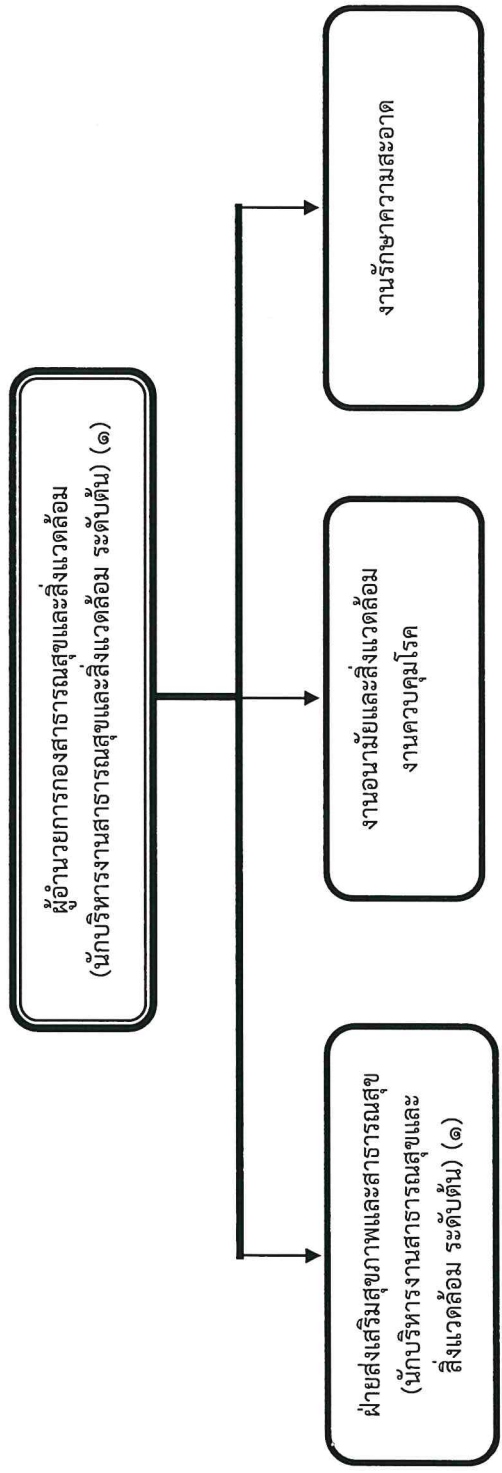 ผู้อำนวยการกองสาธารณสุขและสิ่งแวดล้อม
(นักบริหารงานสาธารณสุขและสิ่งแวดล้อม ระดับต้น) (๑)
ฝ่ายส่งเสริมสุขภาพและสาธารณสุข
(นักบริหารงานสาธารณสุขและ
สิ่งแวดล้อม ระดับต้น) (๑)
งานอนามัยและสิ่งแวดล้อม
งานควบคุมโรค
งานรักษาความสะอาด